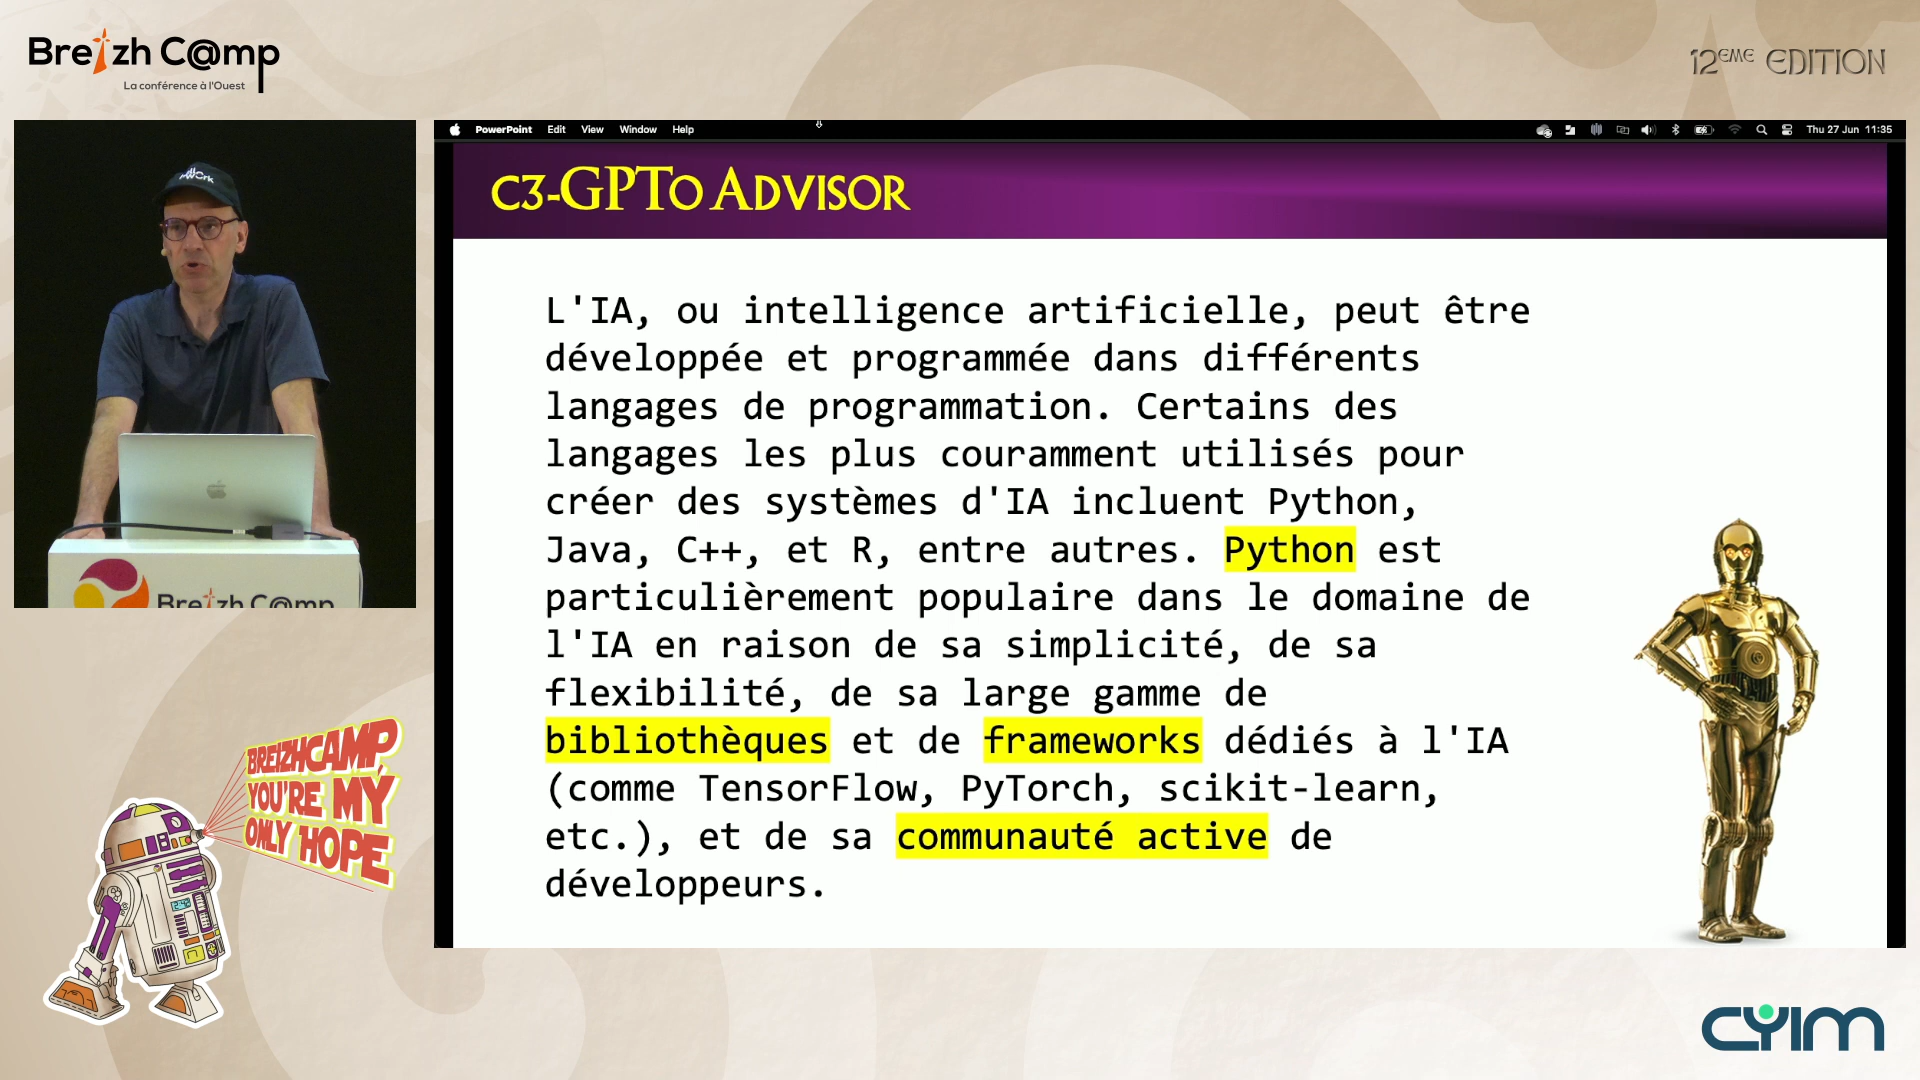 Breizh C@mp
La conférence à l'Ouest
12EME EDITION
PowerPoint Edit View Window Help
Thu 27 Jun 11:35
C3-GPTO ADVISOR
L'IA, ou intelligence artificielle, peut être
développée et programmée dans différents
langages de programmation. Certains des
langages les plus couramment utilisés pour
créer des systèmes d'IA incluent Python,
Java, C++, et R, entre autres. Python est
particulièrement populaire dans le domaine de
l'IA en raison de sa simplicité, de sa
flexibilité, de sa large gamme de
bibliothèques et de frameworks dédiés à l'IA
(comme TensorFlow, PyTorch, scikit-learn,
etc.), et de sa communauté active de
développeurs.
Breizh C@mp
BREIZHCAMP,
YOU'RE MY
ONLY HOPE
CYIM